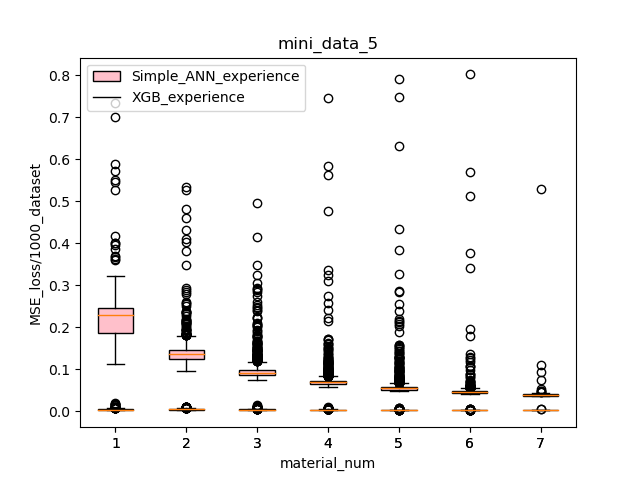 mini_data_5
Simple_ANN_experience
XGB_experience
0.8
0.7
0.6
0.5
0.4
0.3
0.2
0.1
0.0
MSE_loss/1000_dataset
1 2 3 4 5 6 7
material_num